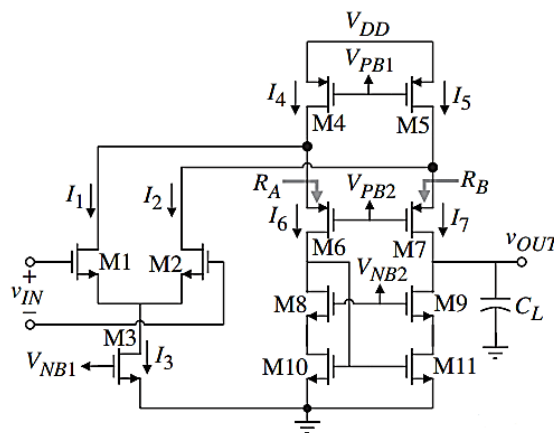 V_DD
V_PB1
I_4
I_5
M4
M5
I_1
I_2
R_A
V_PB2
R_B
I_6
I_7
M6
M7
v_OUT
M1
M2
+
v_IN
−
V_NB2
M8
M9
C_L
M3
V_NB1
I_3
M10
M11